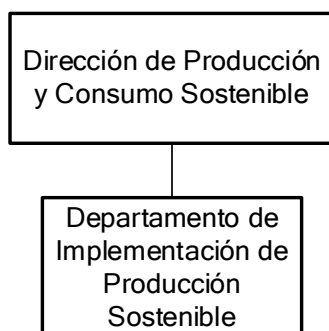 Dirección de Producción
y Consumo Sostenible
Departamento de
Implementación de
Producción
Sostenible